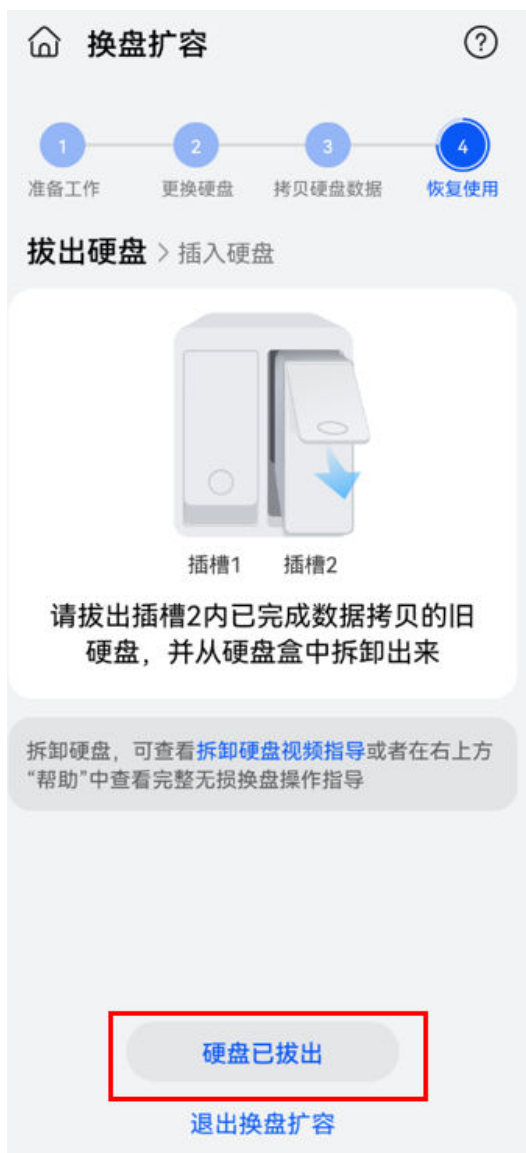 换盘扩容
1
2
3
4
准备工作
更换硬盘
拷贝硬盘数据
恢复使用
拔出硬盘 > 插入硬盘
插槽1
插槽2
请拔出插槽2内已完成数据拷贝的旧
硬盘，并从硬盘盒中拆卸出来
拆卸硬盘，可查看拆卸硬盘视频指导或者在右上方
“帮助”中查看完整无损换盘操作指导
硬盘已拔出
退出换盘扩容